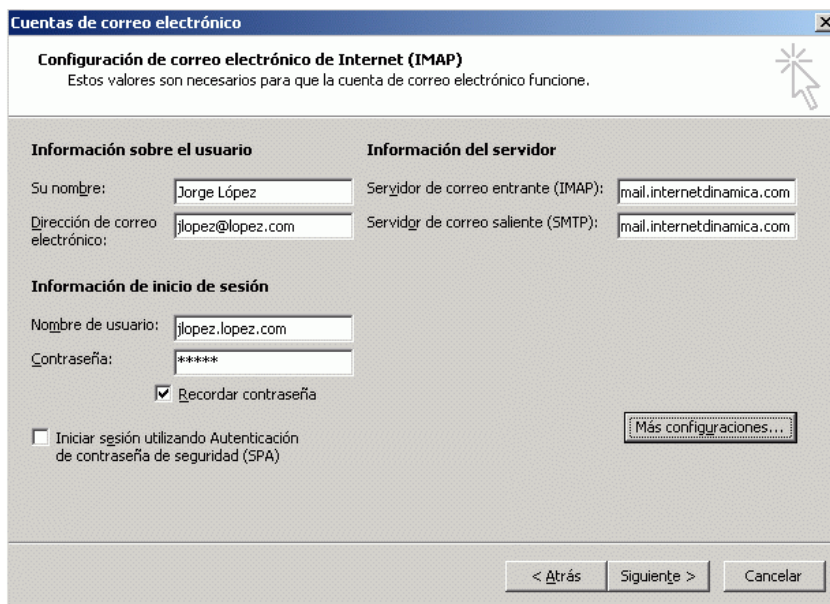 Cuentas de correo electrónico
Configuración de correo electrónico de Internet (IMAP)
Estos valores son necesarios para que la cuenta de correo electrónico funcione.
Información sobre el usuario
Su nombre: Jorge López
Dirección de correo
electrónico: jlopez@lopez.com
Información del servidor
Servidor de correo entrante (IMAP): mail.internetdinamica.com
Servidor de correo saliente (SMTP): mail.internetdinamica.com
Información de inicio de sesión
Nombre de usuario: jlopez.lopez.com
Contraseña: *****
Recordar contraseña
Iniciar sesión utilizando Autenticación
de contraseña de seguridad (SPA)
Más configuraciones...
< Atrás
Siguiente >
Cancelar